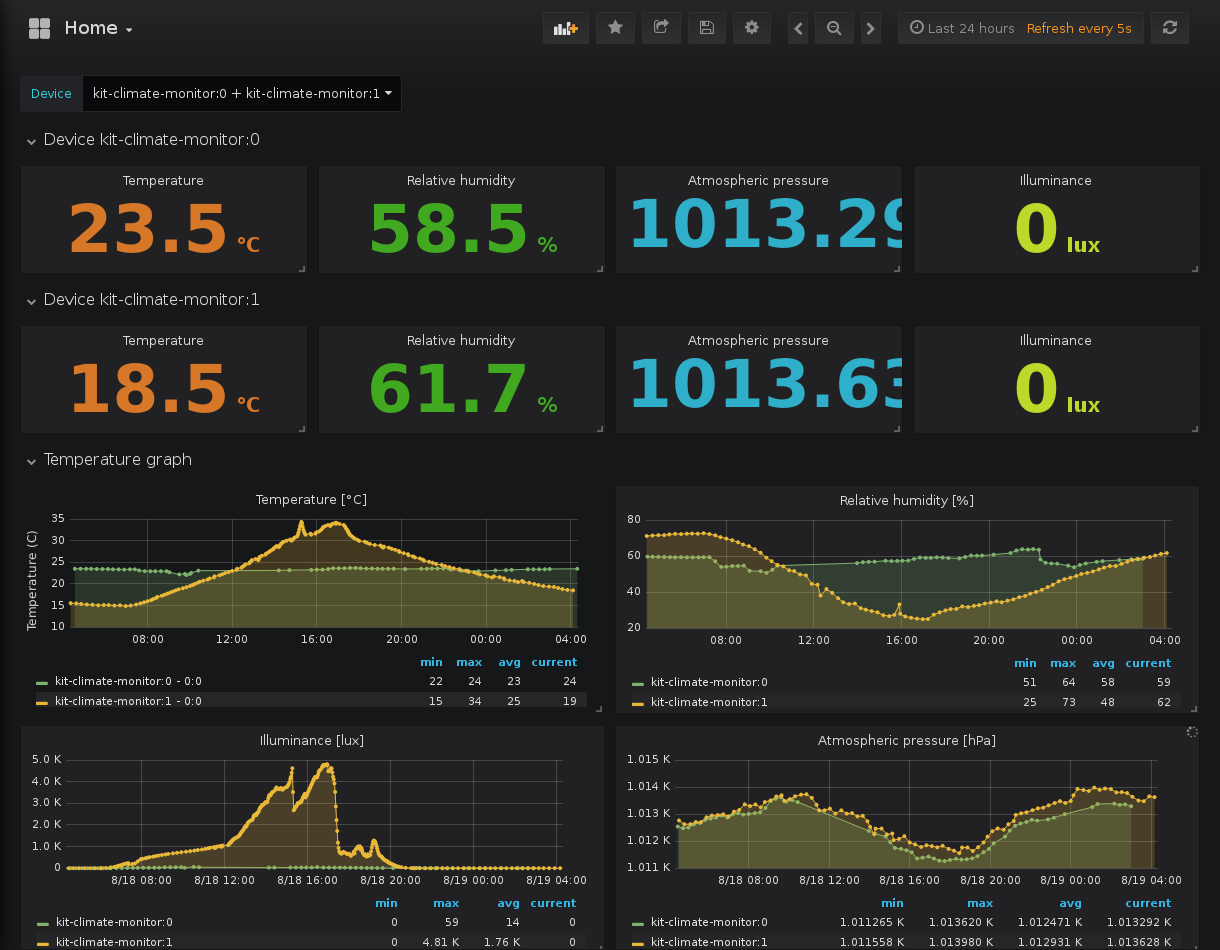 Home
Last 24 hours Refresh every 5s
Device kit-climate-monitor:0 + kit-climate-monitor:1
Device kit-climate-monitor:0
Temperature Relative humidity Atmospheric pressure Illuminance
23.5 °C 58.5 % 1013.29 0 lux
Device kit-climate-monitor:1
Temperature Relative humidity Atmospheric pressure Illuminance
18.5 °C 61.7 % 1013.63 0 lux
Temperature graph
Temperature [°C]
Temperature (C)
35
30
25
20
15
10
08:00 12:00 16:00 20:00 00:00 04:00
min max avg current
kit-climate-monitor:0 - 0:0 22 24 23 24
kit-climate-monitor:1 - 0:0 15 34 25 19
Relative humidity [%]
80
60
40
20
08:00 12:00 16:00 20:00 00:00 04:00
min max avg current
kit-climate-monitor:0 51 64 58 59
kit-climate-monitor:1 25 73 48 62
Illuminance [lux]
5.0 K
4.0 K
3.0 K
2.0 K
1.0 K
0
8/18 08:00 8/18 12:00 8/18 16:00 8/18 20:00 8/19 00:00 8/19 04:00
min max avg current
kit-climate-monitor:0 0 59 14 0
kit-climate-monitor:1 0 4.81 K 1.76 K 0
Atmospheric pressure [hPa]
1.015 K
1.014 K
1.013 K
1.012 K
1.011 K
8/18 08:00 8/18 12:00 8/18 16:00 8/18 20:00 8/19 00:00 8/19 04:00
min max avg current
kit-climate-monitor:0 1.011265 K 1.013620 K 1.012471 K 1.013292 K
kit-climate-monitor:1 1.011558 K 1.013980 K 1.012931 K 1.013628 K